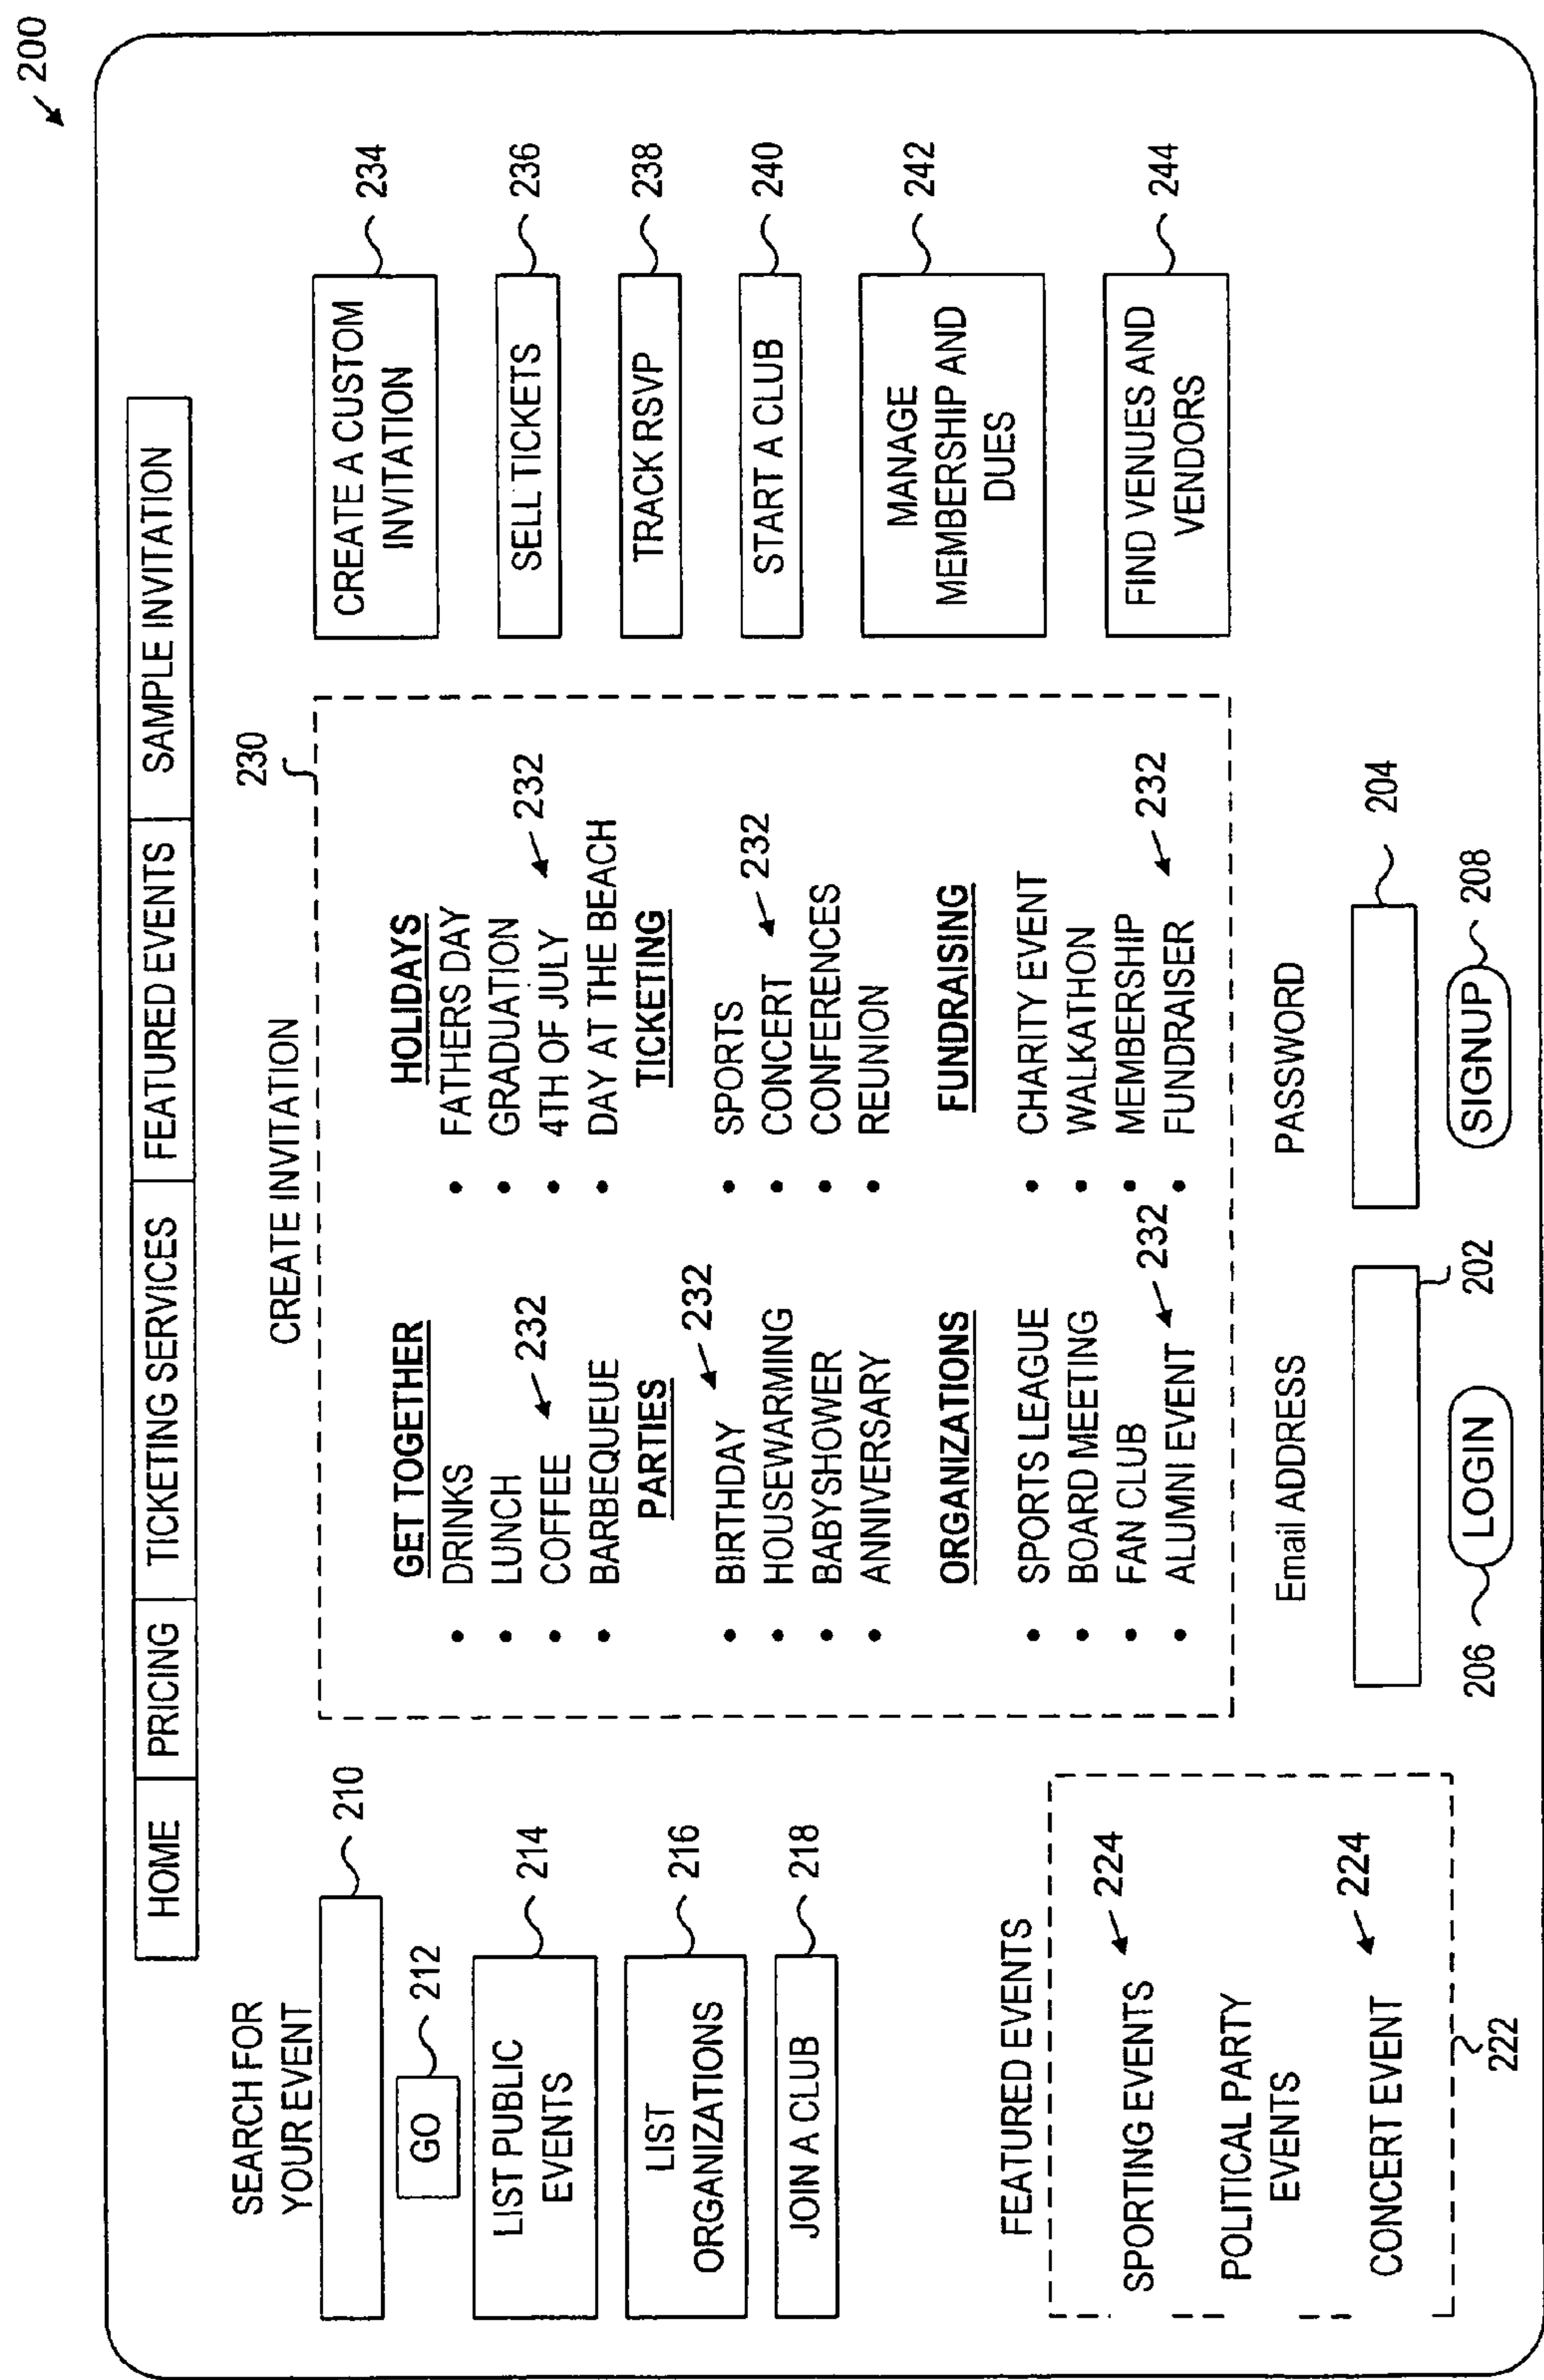 200
HOME PRICING TICKETING SERVICES FEATURED EVENTS SAMPLE INVITATION
SEARCH FOR
YOUR EVENT
210
GO
212
LIST PUBLIC
EVENTS
214
LIST
ORGANIZATIONS
216
JOIN A CLUB
218
FEATURED EVENTS
SPORTING EVENTS
224
POLITICAL PARTY
EVENTS
CONCERT EVENT
224
222
CREATE INVITATION
230
GET TOGETHER
• DRINKS
• LUNCH
• COFFEE
232
• BARBEQUEUE
PARTIES
• BIRTHDAY
232
• HOUSEWARMING
• BABYSHOWER
• ANNIVERSARY
ORGANIZATIONS
• SPORTS LEAGUE
• BOARD MEETING
• FAN CLUB
• ALUMNI EVENT
232
HOLIDAYS
• FATHERS DAY
• GRADUATION
• 4TH OF JULY
232
• DAY AT THE BEACH
TICKETING
• SPORTS
• CONCERT
232
• CONFERENCES
• REUNION
FUNDRAISING
• CHARITY EVENT
• WALKATHON
• MEMBERSHIP
• FUNDRAISER
232
Email ADDRESS
202
PASSWORD
204
206
LOGIN
SIGNUP
208
CREATE A CUSTOM
INVITATION
234
SELL TICKETS
236
TRACK RSVP
238
START A CLUB
240
MANAGE
MEMBERSHIP AND
DUES
242
FIND VENUES AND
VENDORS
244